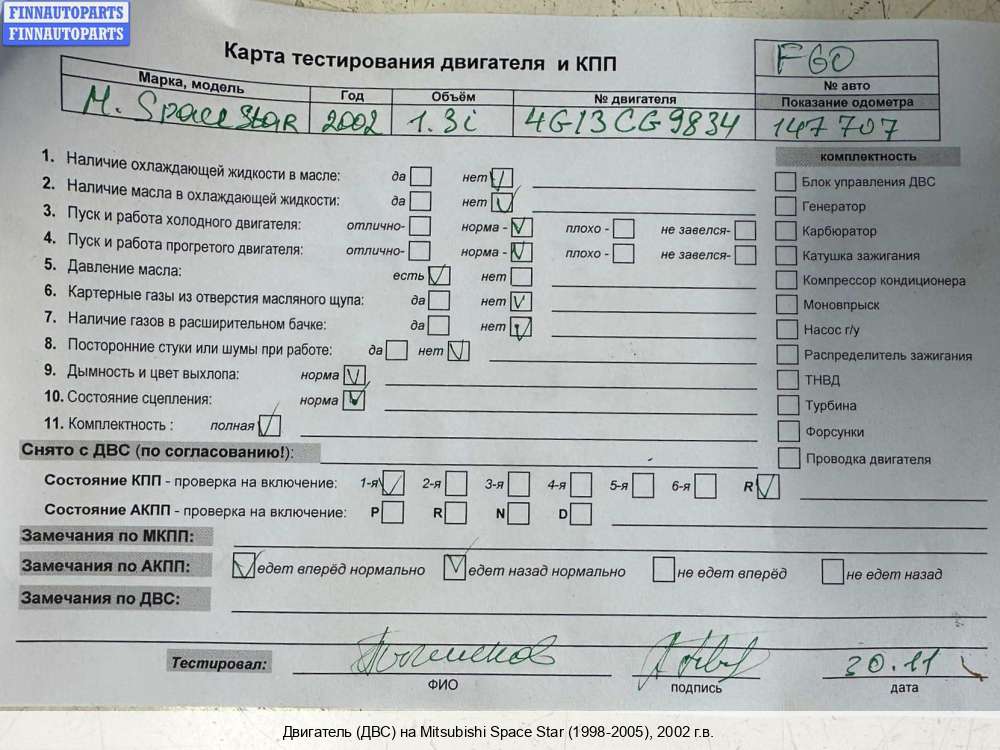 FINNAUTOPARTS
FINNAUTOPARTS
Карта тестирования двигателя и КПП
F60
№ авто
Марка, модель Год Объём № двигателя Показание одометра
M. Space Star 2002 1.3i 4G13CG9834 147 707
комплектность
1. Наличие охлаждающей жидкости в масле: да нет
2. Наличие масла в охлаждающей жидкости: да нет
3. Пуск и работа холодного двигателя: отлично- норма - плохо - не завелся-
4. Пуск и работа прогретого двигателя: отлично- норма - плохо - не завелся-
5. Давление масла: есть нет
6. Картерные газы из отверстия масляного щупа: да нет
7. Наличие газов в расширительном бачке: да нет
8. Посторонние стуки или шумы при работе: да нет
9. Дымность и цвет выхлопа: норма
10. Состояние сцепления: норма
11. Комплектность : полная
Блок управления ДВС
Генератор
Карбюратор
Катушка зажигания
Компрессор кондиционера
Моновпрыск
Насос г/у
Распределитель зажигания
ТНВД
Турбина
Форсунки
Проводка двигателя
Снято с ДВС (по согласованию!):
Состояние КПП - проверка на включение: 1-я 2-я 3-я 4-я 5-я 6-я R
Состояние АКПП - проверка на включение: P R N D
Замечания по МКПП:
Замечания по АКПП: едет вперёд нормально едет назад нормально не едет вперёд не едет назад
Замечания по ДВС:
Тестировал: 30.11
ФИО подпись дата
Двигатель (ДВС) на Mitsubishi Space Star (1998-2005), 2002 г.в.